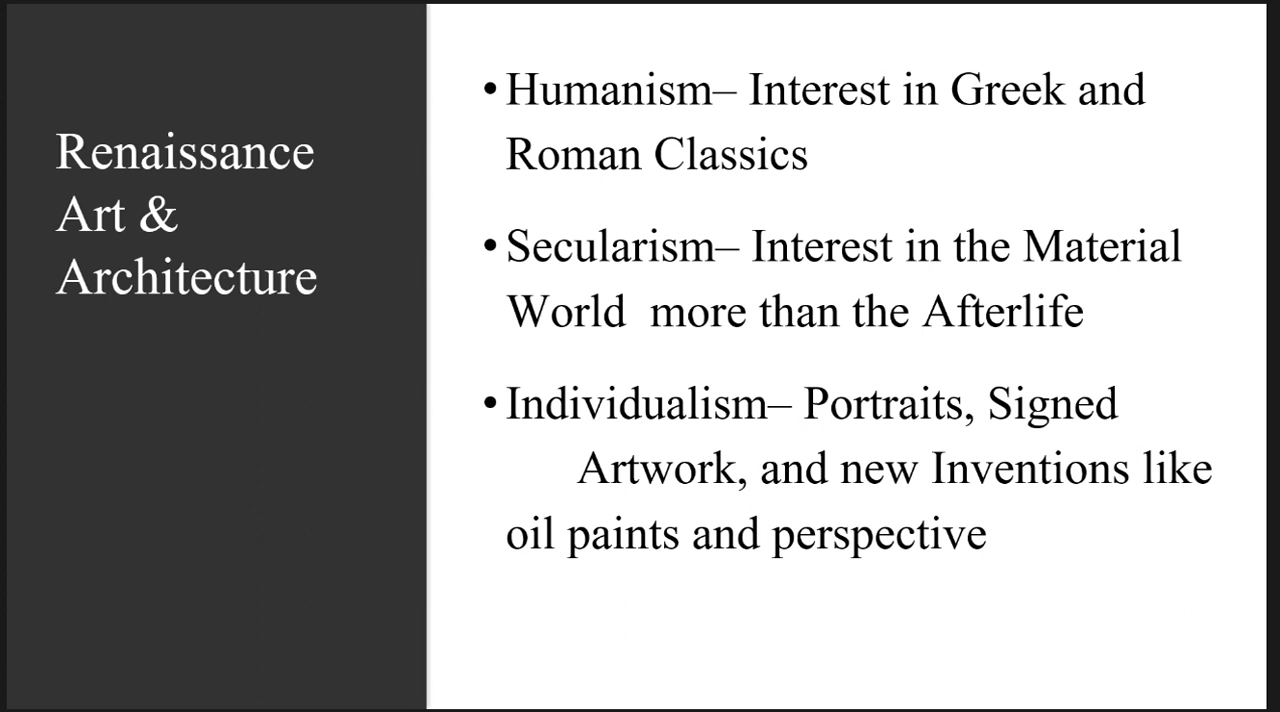 Renaissance
Art &
Architecture
• Humanism– Interest in Greek and
Roman Classics
• Secularism– Interest in the Material
World  more than the Afterlife
• Individualism– Portraits, Signed
Artwork, and new Inventions like
oil paints and perspective